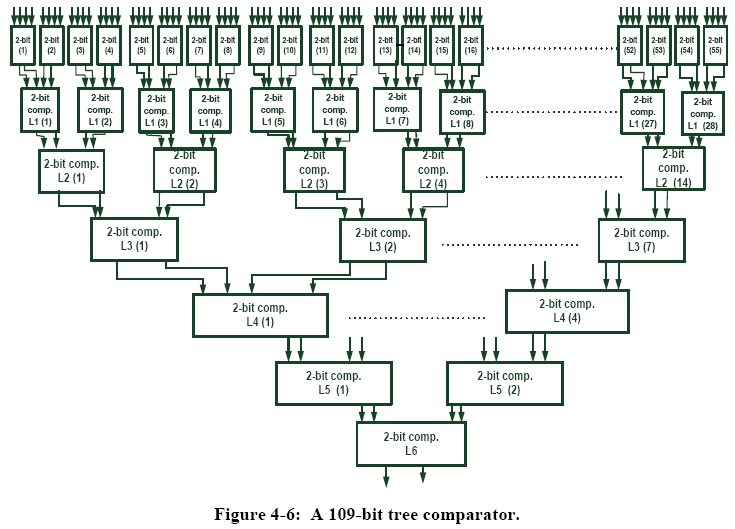 2-bit 2-bit 2-bit 2-bit 2-bit 2-bit 2-bit 2-bit 2-bit 2-bit 2-bit 2-bit 2-bit 2-bit 2-bit 2-bit 2-bit 2-bit 2-bit 2-bit
(1) (2) (3) (4) (5) (6) (7) (8) (9) (10) (11) (12) (13) (14) (15) (16) (52) (53) (54) (55)
2-bit 2-bit 2-bit 2-bit 2-bit 2-bit 2-bit 2-bit 2-bit 2-bit
comp. comp. comp. comp. comp. comp. comp. comp. comp. comp.
L1 (1) L1 (2) L1 (3) L1 (4) L1 (5) L1 (6) L1 (7) L1 (8) L1 (27) L1 (28)
2-bit comp. 2-bit comp. 2-bit comp. 2-bit comp. 2-bit comp.
L2 (1) L2 (2) L2 (3) L2 (4) L2 (14)
2-bit comp. 2-bit comp. 2-bit comp.
L3 (1) L3 (2) L3 (7)
2-bit comp. 2-bit comp.
L4 (1) L4 (4)
2-bit comp. 2-bit comp.
L5 (1) L5 (2)
2-bit comp.
L6
Figure 4-6: A 109-bit tree comparator.